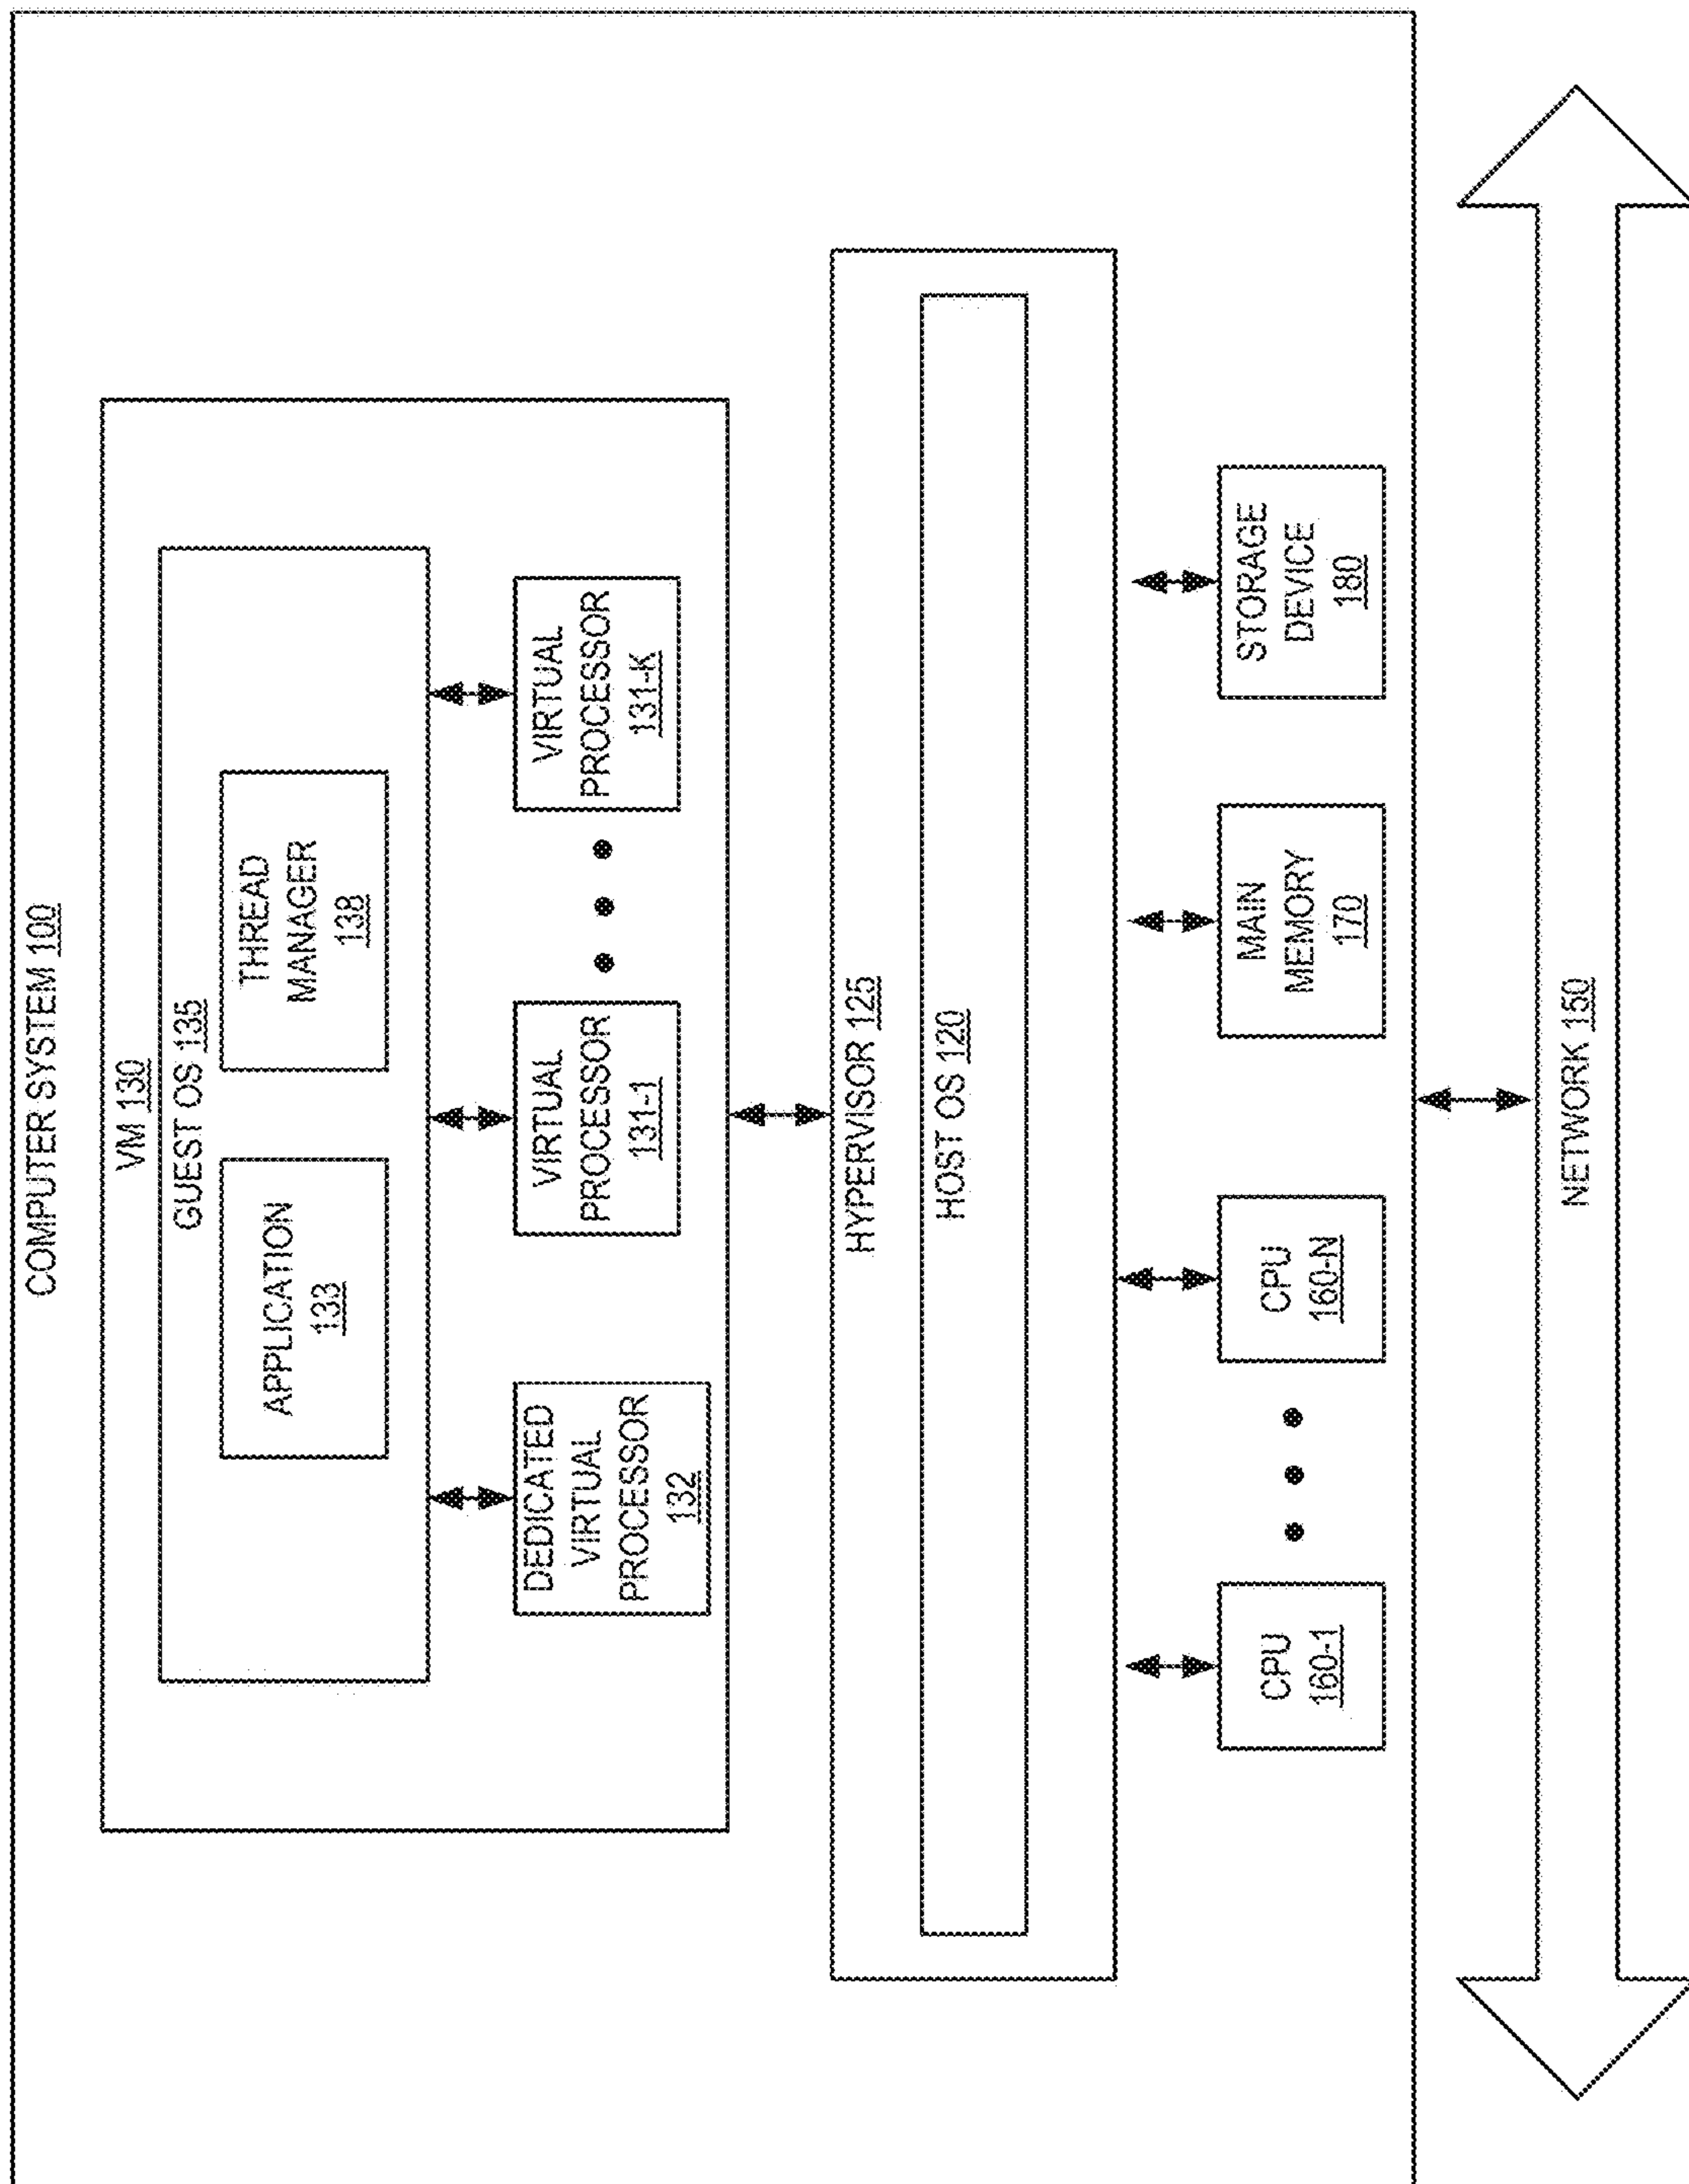 COMPUTER SYSTEM 100
VM 130
GUEST OS 135
APPLICATION
133
THREAD
MANAGER
138
DEDICATED
VIRTUAL
PROCESSOR
132
VIRTUAL
PROCESSOR
131-1
VIRTUAL
PROCESSOR
131-K
HYPERVISOR 125
HOST OS 120
CPU
160-1
CPU
160-N
MAIN
MEMORY
170
STORAGE
DEVICE
180
NETWORK 150